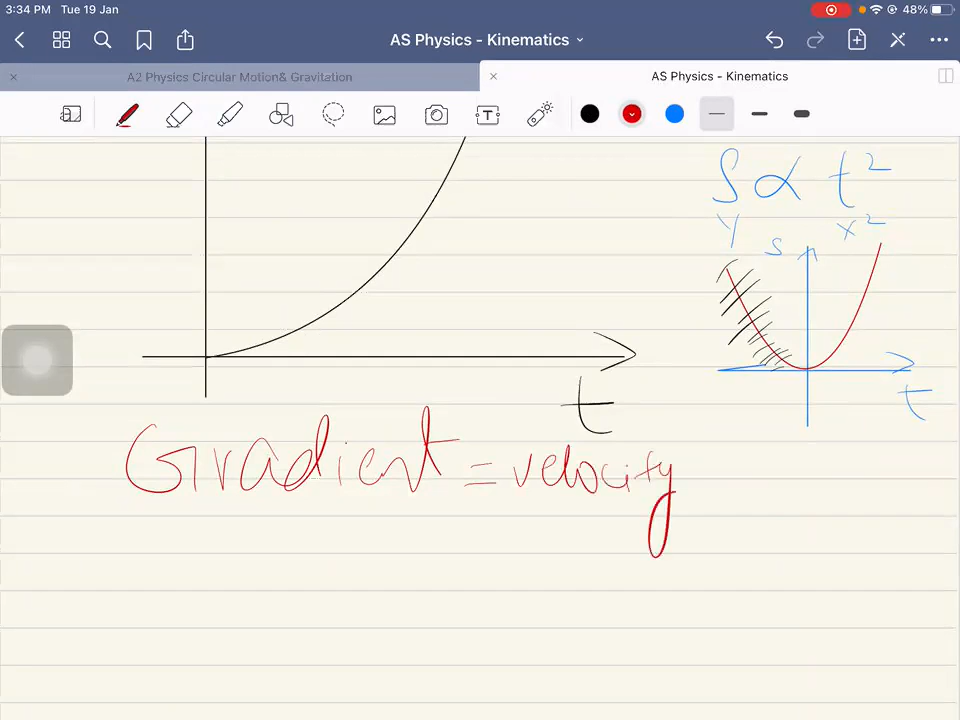 3:34 PM Tue 19 Jan 48%
AS Physics - Kinematics
A2 Physics Circular Motion& Gravitation
AS Physics - Kinematics
T
S ∝ t²
y x²
S
t
t
Gradient = velocity